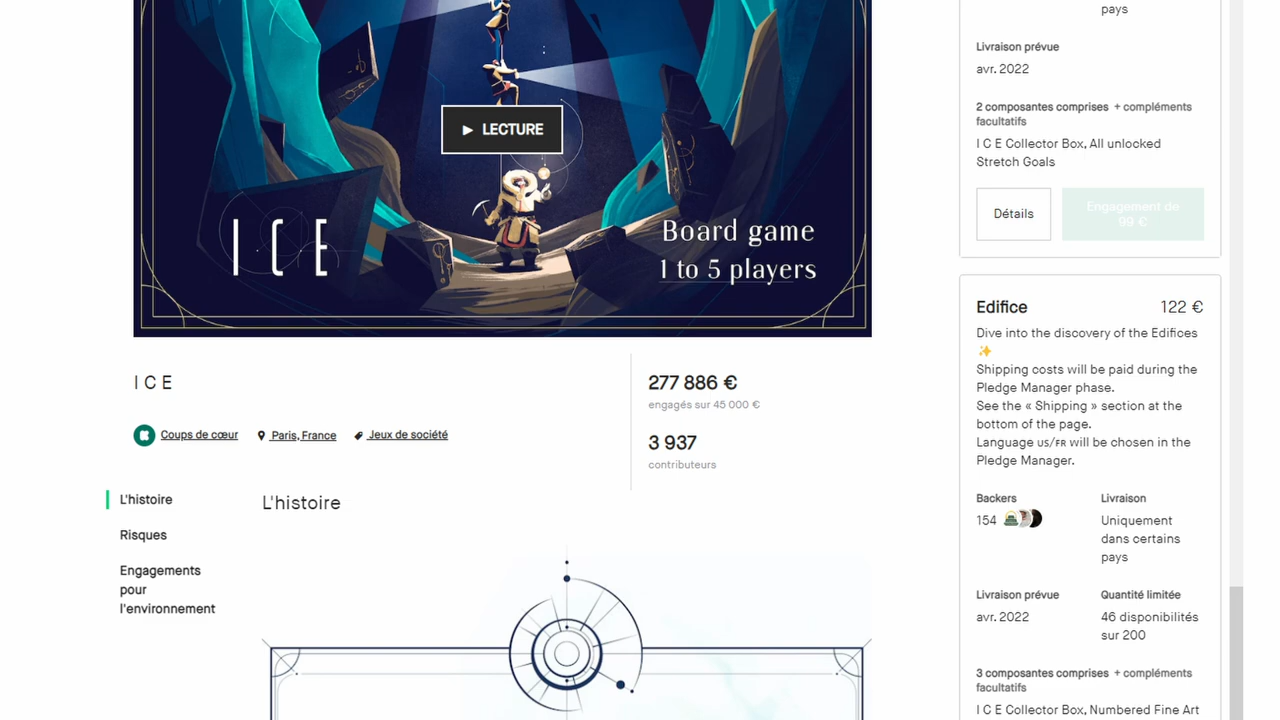 ▶ LECTURE
I C E
Board game
1 to 5 players
I C E
277 886 €
engagés sur 45 000 €
Coups de cœur
Paris, France
Jeux de société
3 937
contributeurs
L'histoire
Risques
Engagements
pour
l'environnement
L'histoire
pays
Livraison prévue
avr. 2022
2 composantes comprises + compléments
facultatifs
I C E Collector Box, All unlocked
Stretch Goals
Détails
Engagement de
99 €
Edifice 122 €
Dive into the discovery of the Edifices
✨
Shipping costs will be paid during the
Pledge Manager phase.
See the « Shipping » section at the
bottom of the page.
Language US/FR will be chosen in the
Pledge Manager.
Backers
154
Livraison
Uniquement
dans certains
pays
Livraison prévue
avr. 2022
Quantité limitée
46 disponibilités
sur 200
3 composantes comprises + compléments
facultatifs
I C E Collector Box, Numbered Fine Art